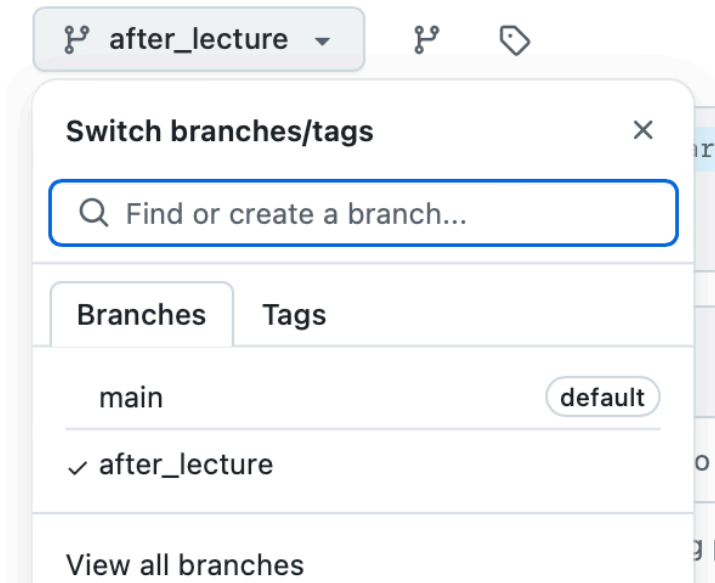 after_lecture
Switch branches/tags
Find or create a branch...
Branches Tags
main default
after_lecture
View all branches